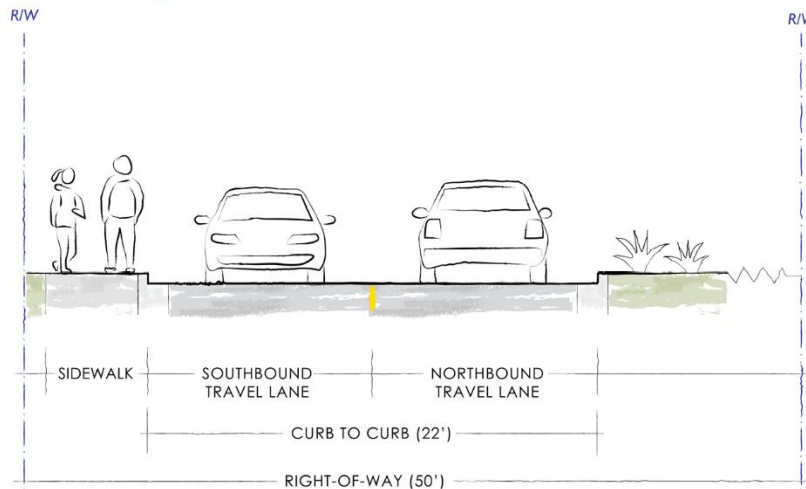 R/W
R/W
SIDEWALK
SOUTHBOUND
TRAVEL LANE
NORTHBOUND
TRAVEL LANE
CURB TO CURB (22')
RIGHT-OF-WAY (50')